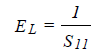 E_L = 1 / S_11